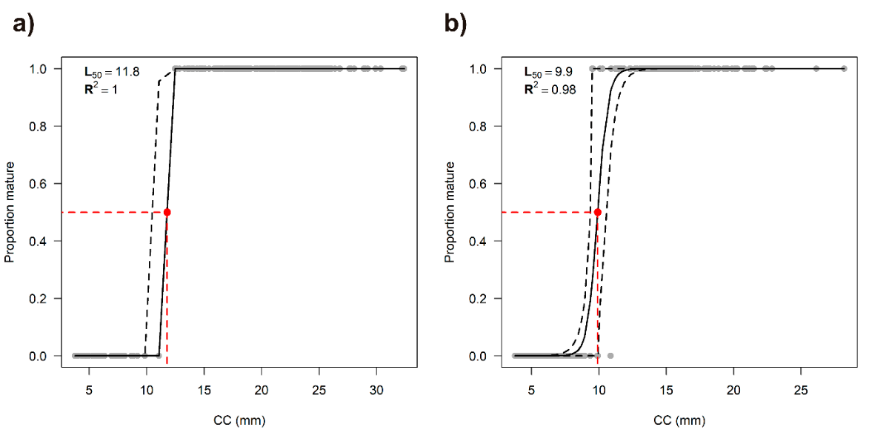 a)
L50 = 11.8
R2 = 1
1.0
0.8
0.6
0.4
0.2
0.0
Proportion mature
5 10 15 20 25 30
CC (mm)
b)
L50 = 9.9
R2 = 0.98
1.0
0.8
0.6
0.4
0.2
0.0
Proportion mature
5 10 15 20 25
CC (mm)